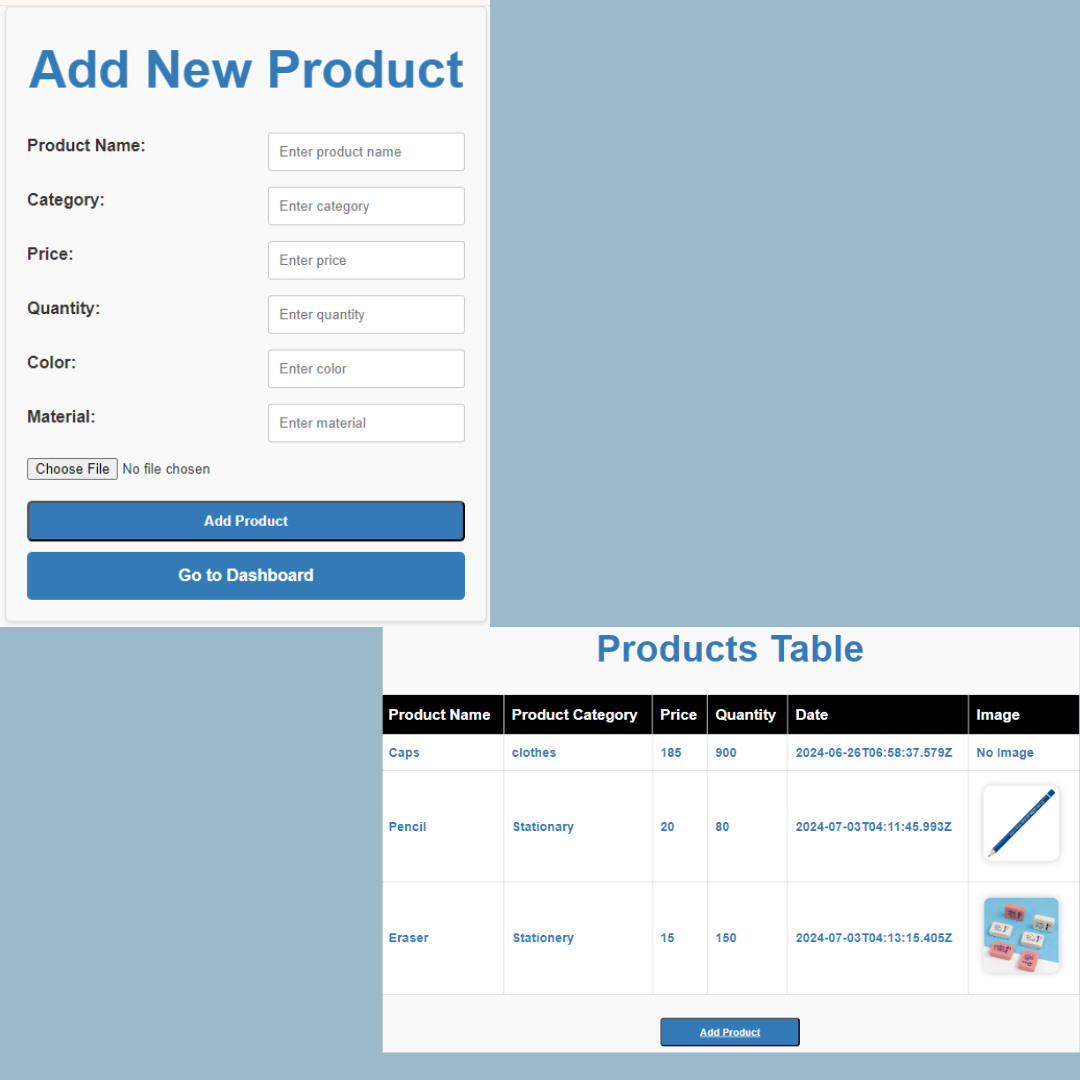 Add New Product
Product Name:
Enter product name
Category:
Enter category
Price:
Enter price
Quantity:
Enter quantity
Color:
Enter color
Material:
Enter material
Choose File No file chosen
Add Product
Go to Dashboard
Products Table
Product Name Product Category Price Quantity Date Image
Caps clothes 185 900 2024-06-26T06:58:37.579Z No Image
Pencil Stationary 20 80 2024-07-03T04:11:45.993Z
Eraser Stationery 15 150 2024-07-03T04:13:15.405Z
Add Product